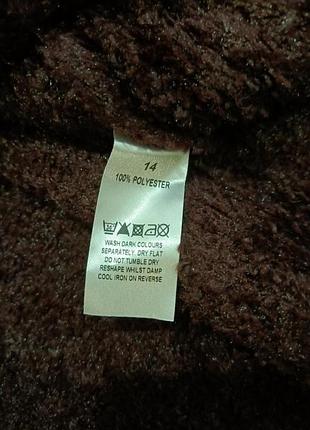 14
100% POLYESTER
WASH DARK COLOURS
SEPARATELY, DRY FLAT
DO NOT TUMBLE DRY
RESHAPE WHILST DAMP
COOL IRON ON REVERSE